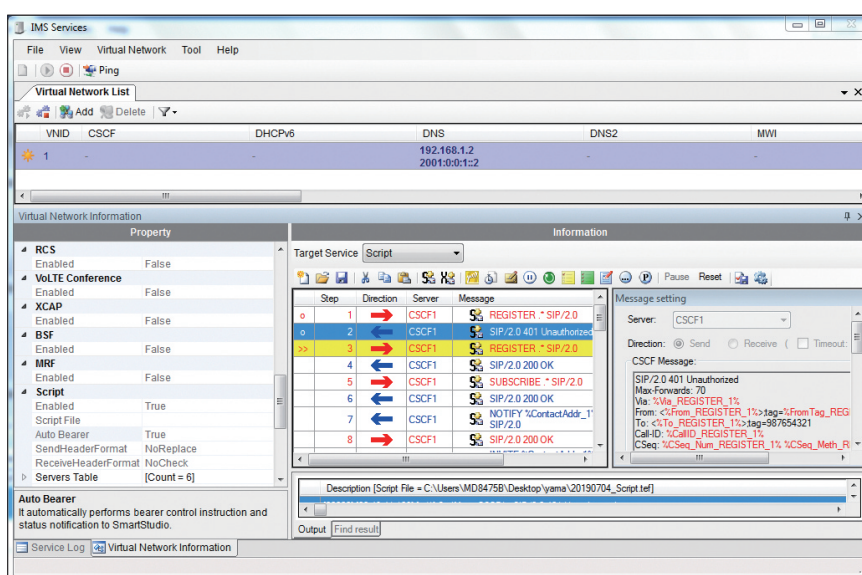 IMS Services
File View Virtual Network Tool Help
Ping
Virtual Network List
Add Delete
VNID CSCF DHCPv6 DNS DNS2 MWI
1 - - 192.168.1.2 - -
2001:0:0:1::2
Virtual Network Information
Property
RCS
Enabled False
VoLTE Conference
Enabled False
XCAP
Enabled False
BSF
Enabled False
MRF
Enabled False
Script
Enabled True
Script File
Auto Bearer True
SendHeaderFormat NoReplace
ReceiveHeaderFormat NoCheck
Servers Table [Count = 6]
Auto Bearer
It automatically performs bearer control instruction and
status notification to SmartStudio.
Information
Target Service Script
Pause Reset
Step Direction Server Message
o 1 CSCF1 REGISTER .* SIP/2.0
o 2 CSCF1 SIP/2.0 401 Unauthorized
>> 3 CSCF1 REGISTER .* SIP/2.0
4 CSCF1 SIP/2.0 200 OK
5 CSCF1 SUBSCRIBE .* SIP/2.0
6 CSCF1 SIP/2.0 200 OK
7 CSCF1 NOTIFY %ContactAddr_1
SIP/2.0
8 CSCF1 SIP/2.0 200 OK
Message setting
Server: CSCF1
Direction: Send Receive ( Timeout:
CSCF Message:
SIP/2.0 401 Unauthorized
Max-Forwards: 70
Via: %Via_REGISTER_1%
From: <%From_REGISTER_1%>;tag=%FromTag_REG
To: <%To_REGISTER_1%>;tag=987654321
Call-ID: %CallID_REGISTER_1%
CSeq: %CSeq_Num_REGISTER_1% %CSeq_Meth_R
Description [Script File = C:\Users\MD8475B\Desktop\yama\20190704_Script.tef]
Output Find result
Service Log Virtual Network Information